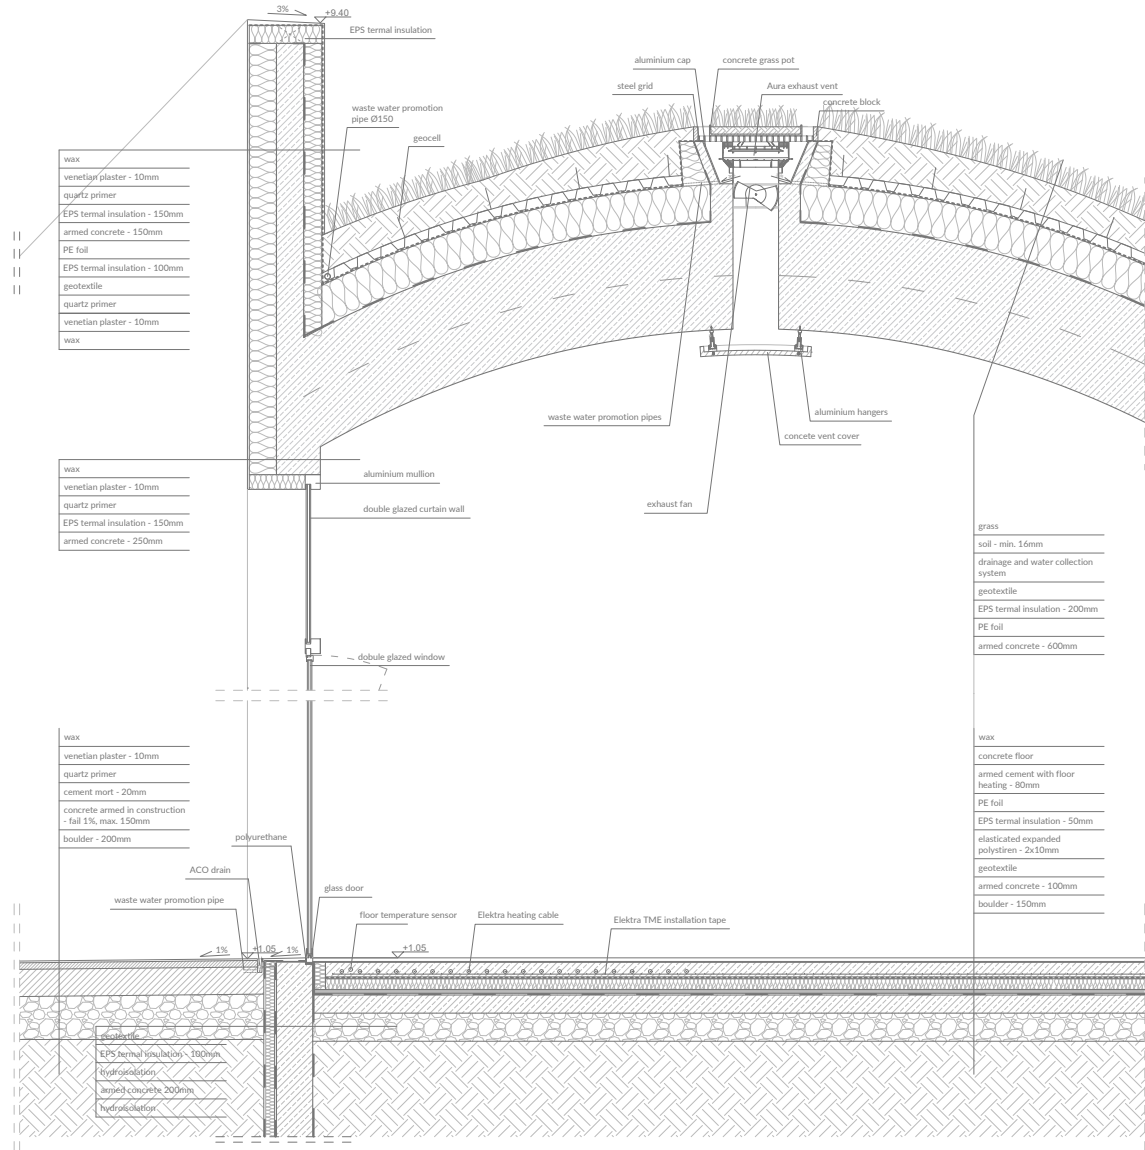 3%
+9.40
EPS termal insulation
aluminium cap
concrete grass pot
steel grid
Aura exhaust vent
concrete block
waste water promotion
pipe Ø150
geocell
wax
venetian plaster - 10mm
quartz primer
EPS termal insulation - 150mm
armed concrete - 150mm
PE foil
EPS termal insulation - 100mm
geotextile
quartz primer
venetian plaster - 10mm
wax
waste water promotion pipes
aluminium hangers
concete vent cover
exhaust fan
wax
venetian plaster - 10mm
quartz primer
EPS termal insulation - 150mm
armed concrete - 250mm
aluminium mullion
double glazed curtain wall
dobule glazed window
grass
soil - min. 16mm
drainage and water collection
system
geotextile
EPS termal insulation - 200mm
PE foil
armed concrete - 600mm
wax
venetian plaster - 10mm
quartz primer
cement mort - 20mm
concrete armed in construction
- fail 1%, max. 150mm
boulder - 200mm
wax
concrete floor
armed cement with floor
heating - 80mm
PE foil
EPS termal insulation - 50mm
elasticated expanded
polystiren - 2x10mm
geotextile
armed concrete - 100mm
boulder - 150mm
polyurethane
ACO drain
waste water promotion pipe
glass door
floor temperature sensor
Elektra heating cable
Elektra TME installation tape
1%
+1.05
1%
+1.05
geotextile
EPS termal insulation - 100mm
hydroisolation
armed concrete 200mm
hydroisolation